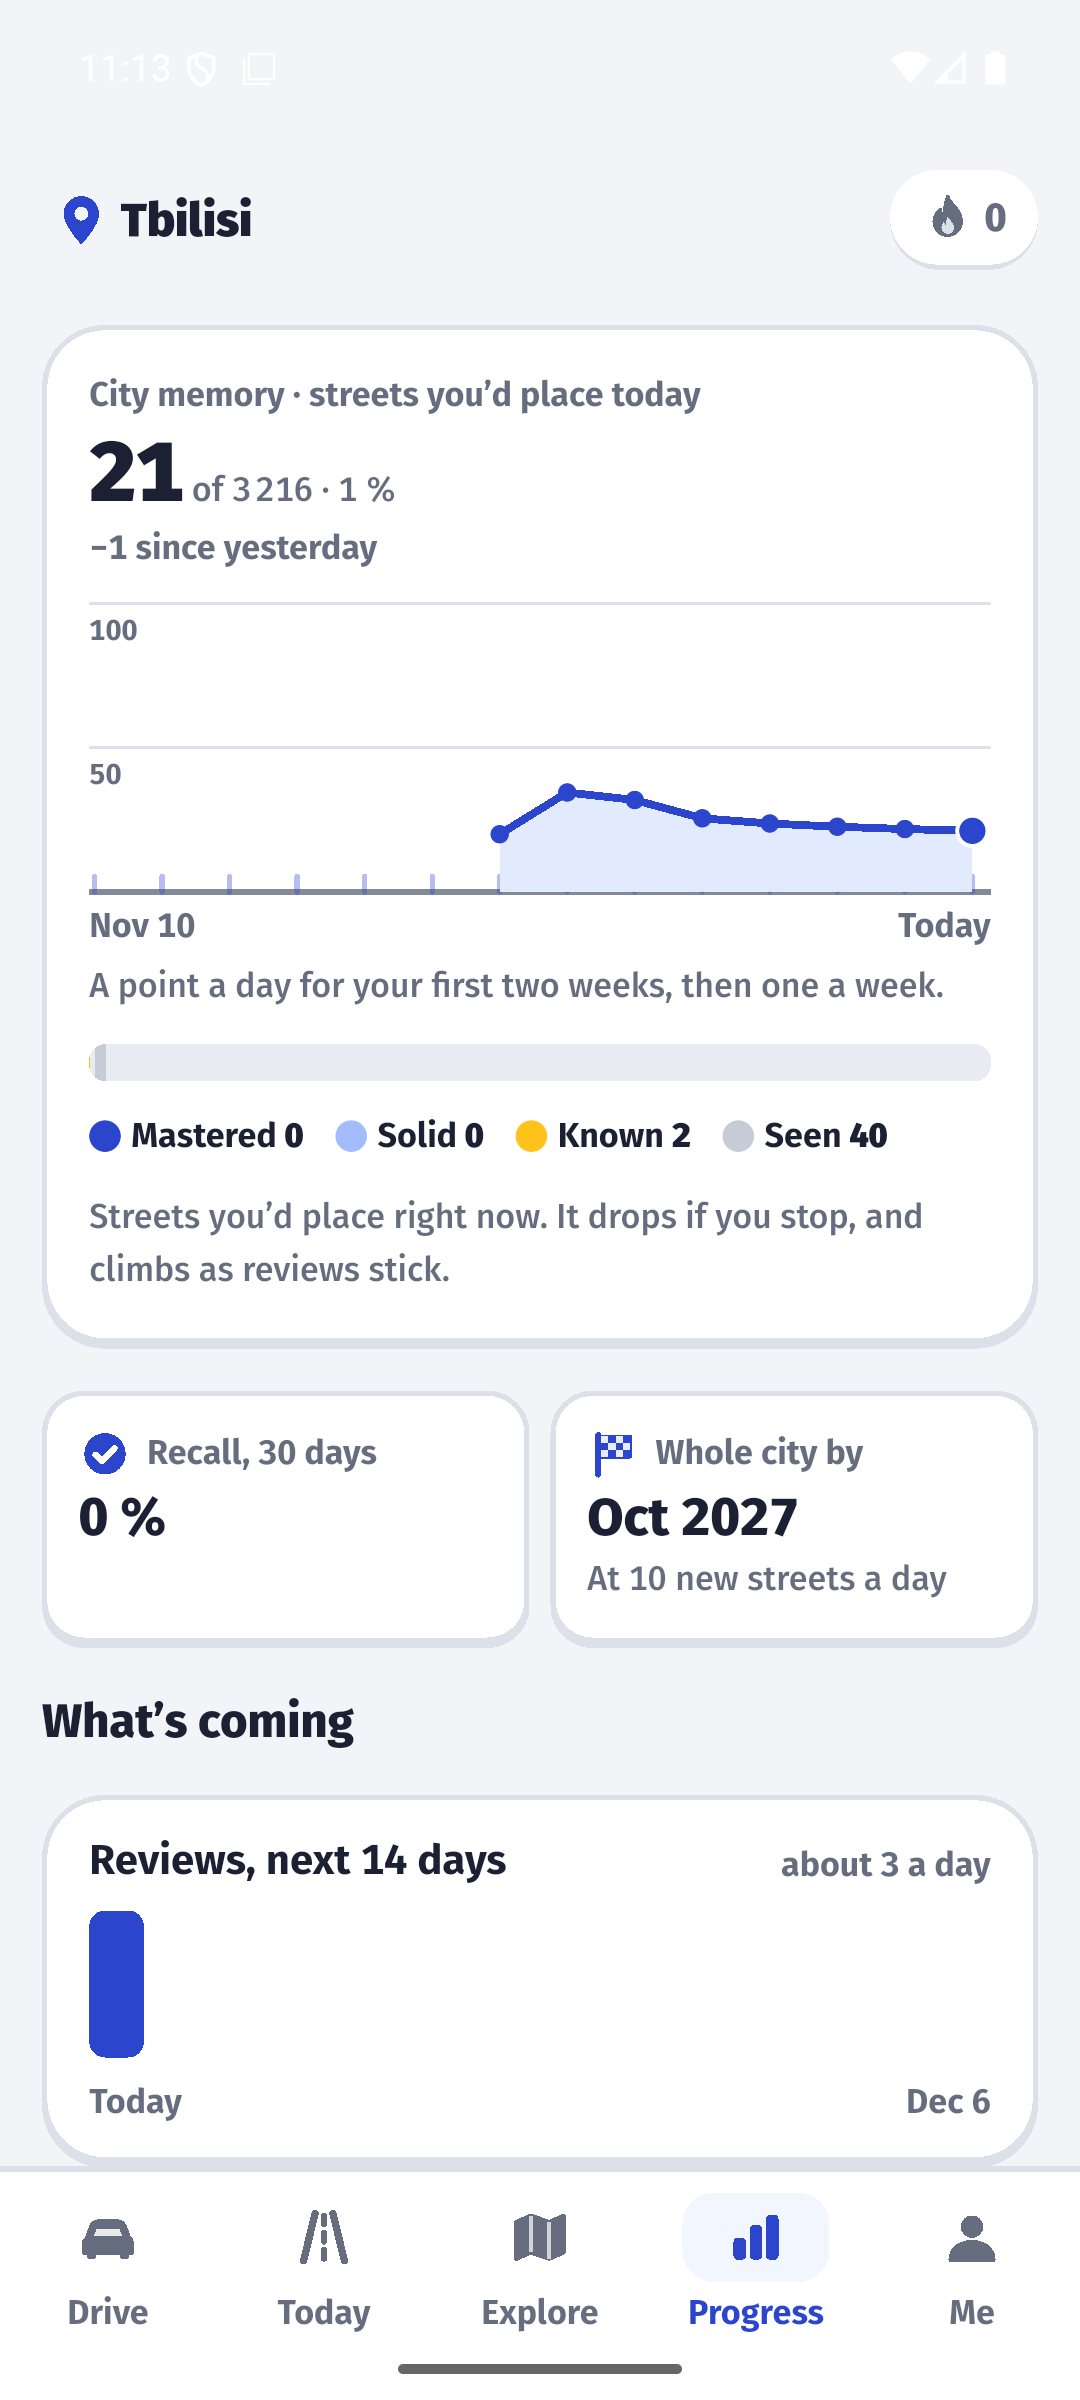 11:13
Tbilisi
0
City memory · streets you’d place today
21 of 3 216 · 1 %
−1 since yesterday
100
50
Nov 10
Today
A point a day for your first two weeks, then one a week.
Mastered 0
Solid 0
Known 2
Seen 40
Streets you’d place right now. It drops if you stop, and
climbs as reviews stick.
Recall, 30 days
0 %
Whole city by
Oct 2027
At 10 new streets a day
What’s coming
Reviews, next 14 days
about 3 a day
Today
Dec 6
Drive
Today
Explore
Progress
Me